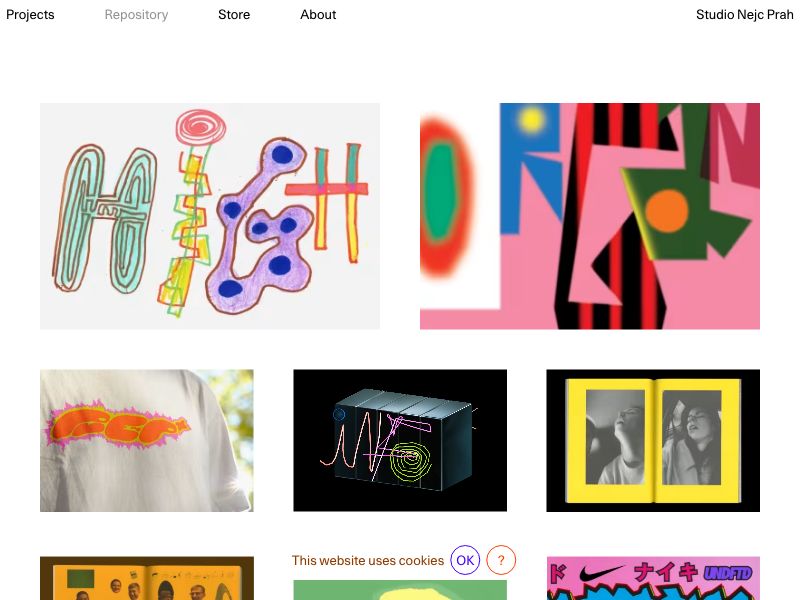 Projects
Repository
Store
About
Studio Nejc Prah
HIGH
This website uses cookies
OK
?
ド
ナイキ
UNDFTD